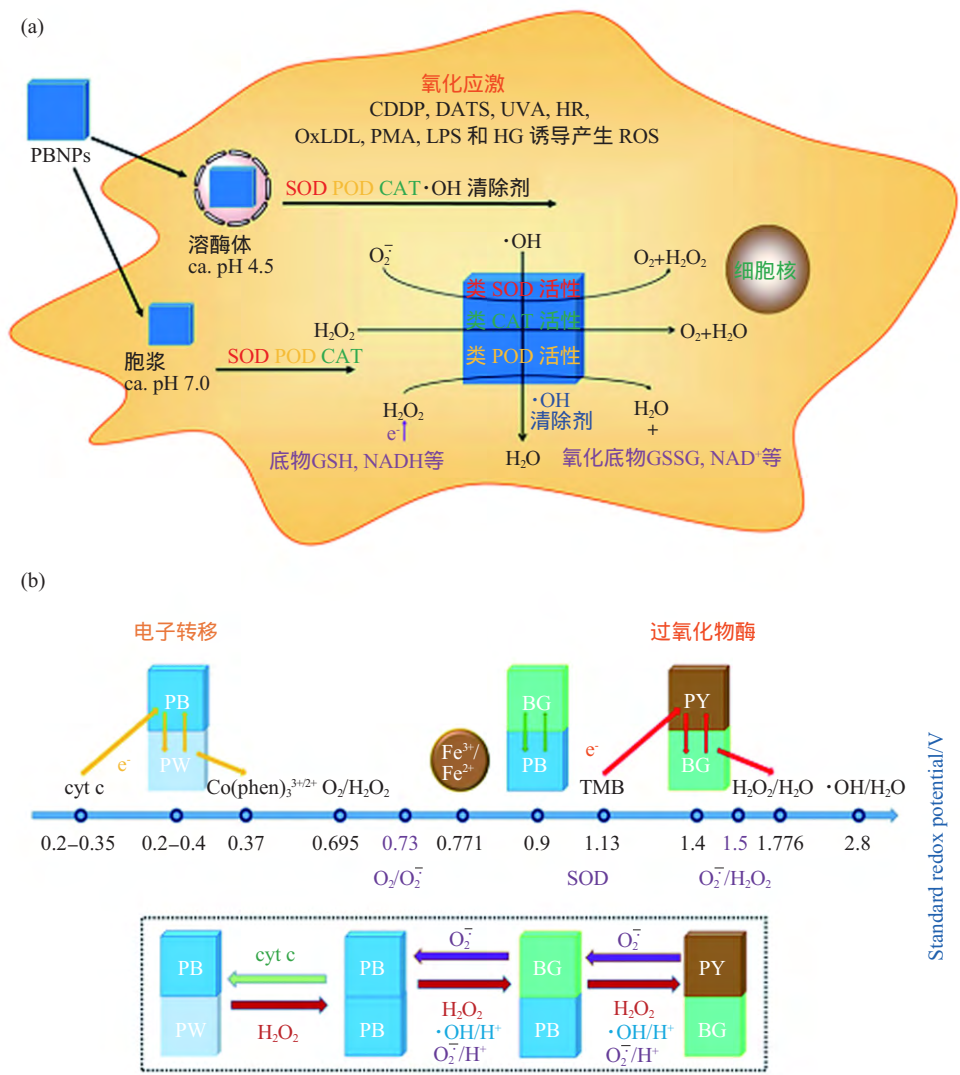 (a)
氧化应激
CDDP, DATS, UVA, HR,
OxLDL, PMA, LPS 和 HG 诱导产生 ROS
PBNPs
SOD POD CAT ·OH 清除剂
溶酶体
ca. pH 4.5
O₂⁻· ·OH O₂+H₂O₂
细胞核
类 SOD 活性
类 CAT 活性
H₂O₂ O₂+H₂O
类 POD 活性
胞浆
ca. pH 7.0
SOD POD CAT
H₂O₂
e⁻
底物GSH, NADH等
·OH
清除剂
H₂O
H₂O
+
氧化底物GSSG, NAD⁺等
(b)
电子转移 过氧化物酶
PB BG PY
PW PB BG
e⁻ Fe³⁺/ e⁻
Fe²⁺
cyt c Co(phen)₃³⁺/²⁺ O₂/H₂O₂ TMB H₂O₂/H₂O ·OH/H₂O
0.2–0.35 0.2–0.4 0.37 0.695 0.73 0.771 0.9 1.13 1.4 1.5 1.776 2.8
O₂/O₂⁻· SOD O₂⁻·/H₂O₂
Standard redox potential/V
PB cyt c PB O₂⁻· BG O₂⁻· PY
PW H₂O₂ PB H₂O₂ PB H₂O₂ BG
·OH/H⁺ ·OH/H⁺
O₂⁻·/H⁺ O₂⁻·/H⁺